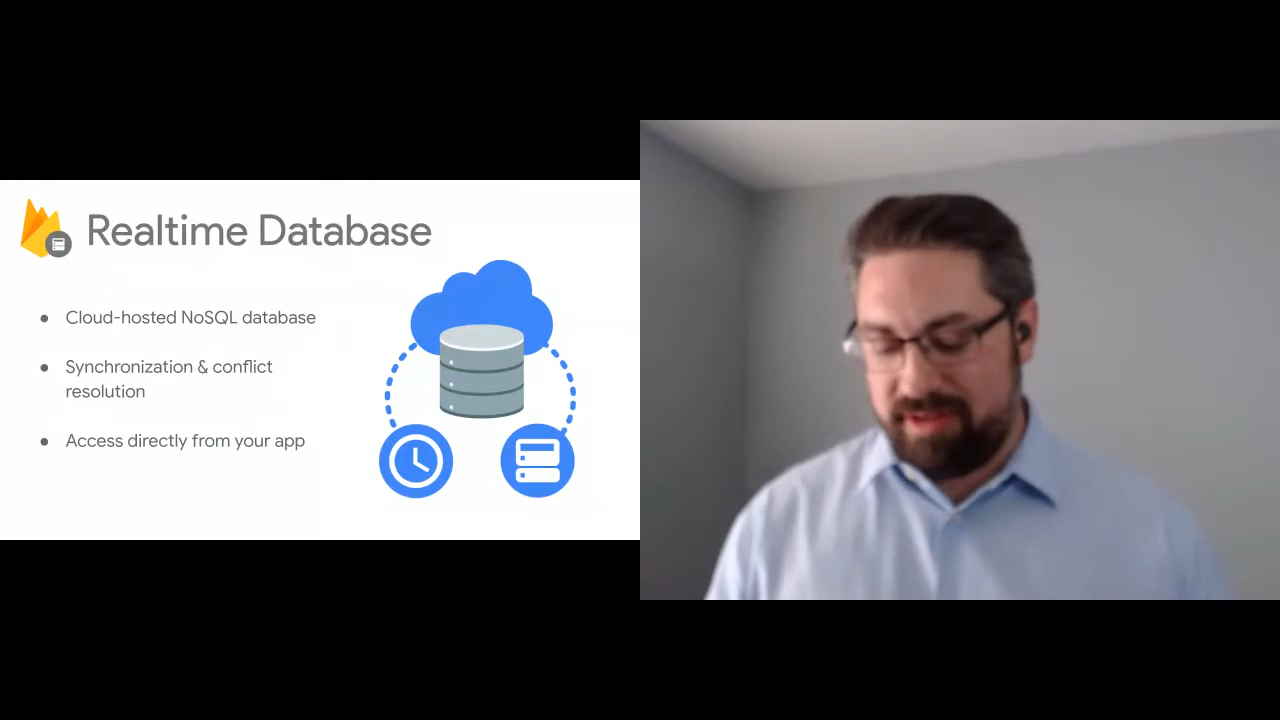 Realtime Database
Cloud-hosted NoSQL database
Synchronization & conflict
resolution
Access directly from your app